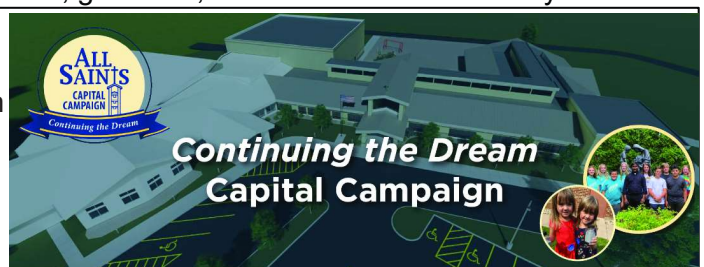 ALL
SAINTS
CAPITAL
CAMPAIGN
Continuing the Dream
Continuing the Dream
Capital Campaign